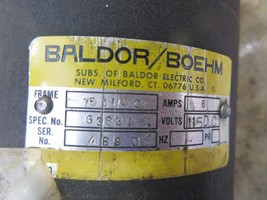 BALDOR/BOEHM
SUBS. OF BALDOR ELECTRIC CO.
NEW MILFORD, CT. 06776 U.S.A.
FRAME AMPS
SPEC. No. VOLTS 115DC
SER. No. HZ PH